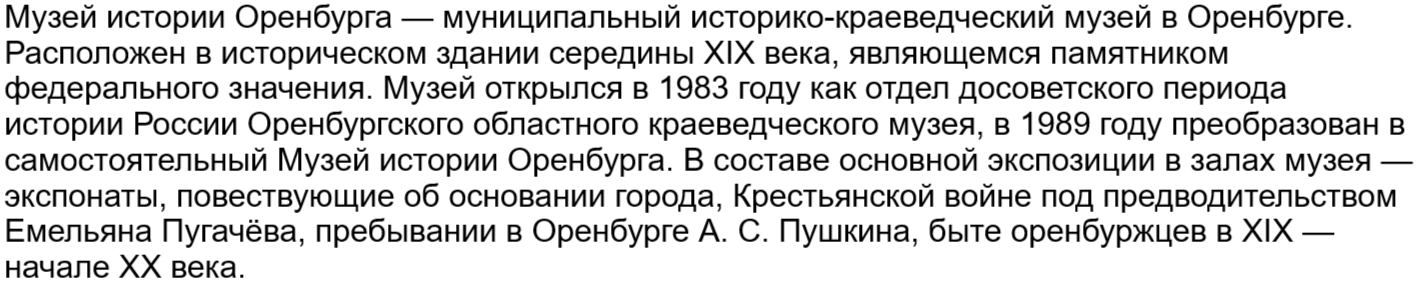 Музей истории Оренбурга — муниципальный историко-краеведческий музей в Оренбурге.
Расположен в историческом здании середины XIX века, являющемся памятником
федерального значения. Музей открылся в 1983 году как отдел досоветского периода
истории России Оренбургского областного краеведческого музея, в 1989 году преобразован в
самостоятельный Музей истории Оренбурга. В составе основной экспозиции в залах музея —
экспонаты, повествующие об основании города, Крестьянской войне под предводительством
Емельяна Пугачёва, пребывании в Оренбурге А. С. Пушкина, быте оренбуржцев в XIX —
начале XX века.